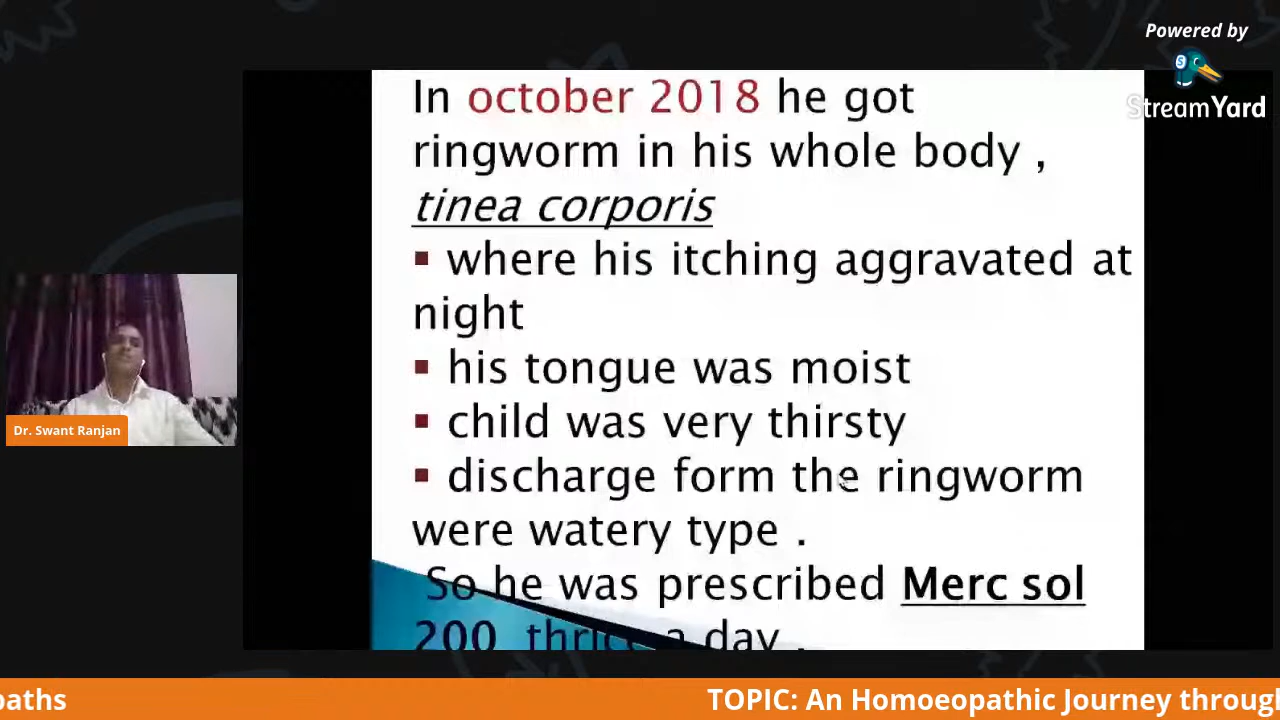 Powered by
StreamYard
In october 2018 he got
ringworm in his whole body ,
tinea corporis
▪ where his itching aggravated at
night
▪ his tongue was moist
▪ child was very thirsty
▪ discharge form the ringworm
were watery type .
So he was prescribed Merc sol
200 thrice a day .
Dr. Swant Ranjan
paths
TOPIC: An Homoeopathic Journey through